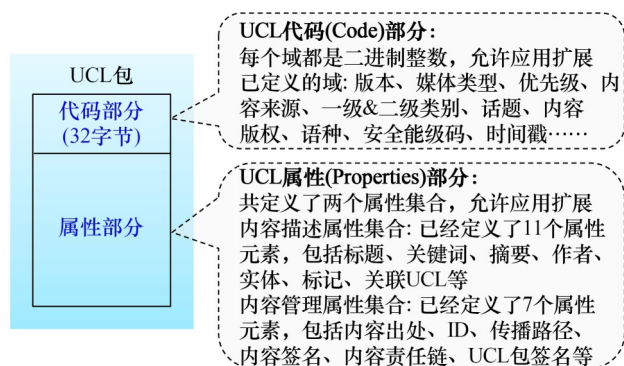 UCL包
代码部分
(32字节)
属性部分
UCL代码(Code)部分：
每个域都是二进制整数，允许应用扩展
已定义的域: 版本、媒体类型、优先级、内
容来源、一级&二级类别、话题、内容
版权、语种、安全能级码、时间戳……
UCL属性(Properties)部分：
共定义了两个属性集合，允许应用扩展
内容描述属性集合: 已经定义了11个属性
元素，包括标题、关键词、摘要、作者、
实体、标记、关联UCL等
内容管理属性集合: 已经定义了7个属性
元素，包括内容出处、ID、传播路径、
内容签名、内容责任链、UCL包签名等